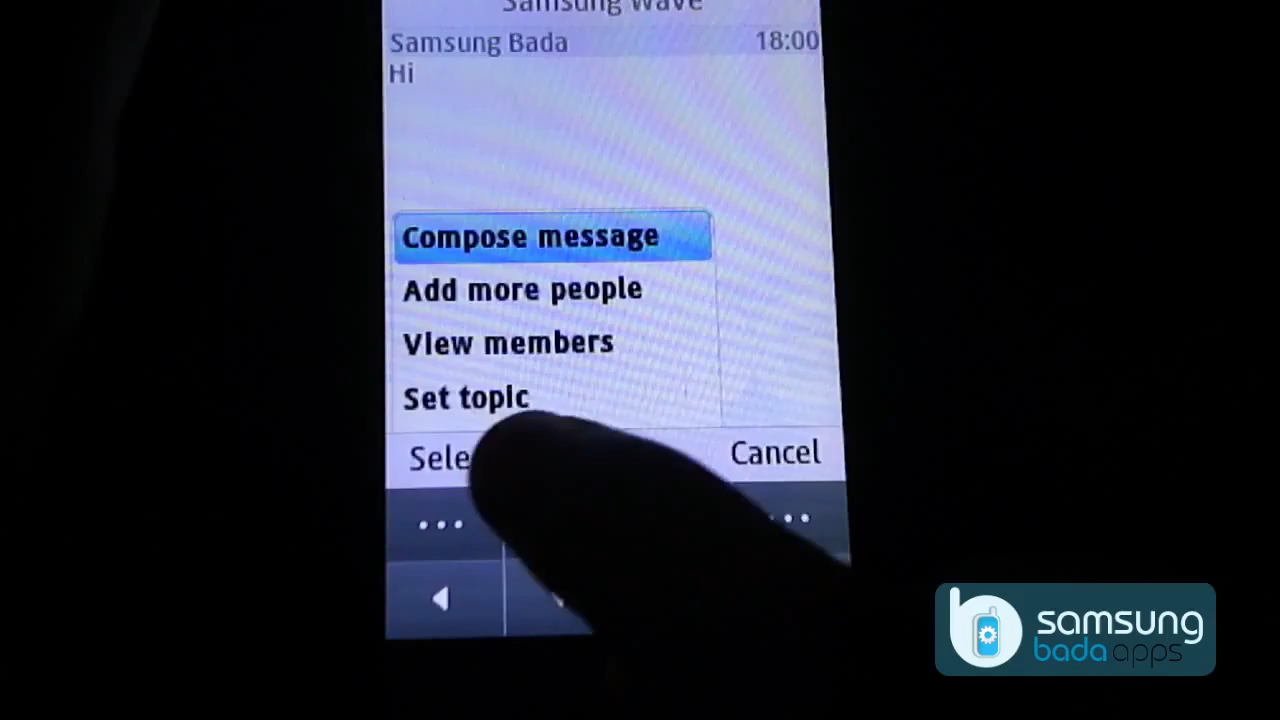 Samsung Wave
Samsung Bada 18:00
Hi
Compose message
Add more people
View members
Set topic
Cancel
samsung
bada apps